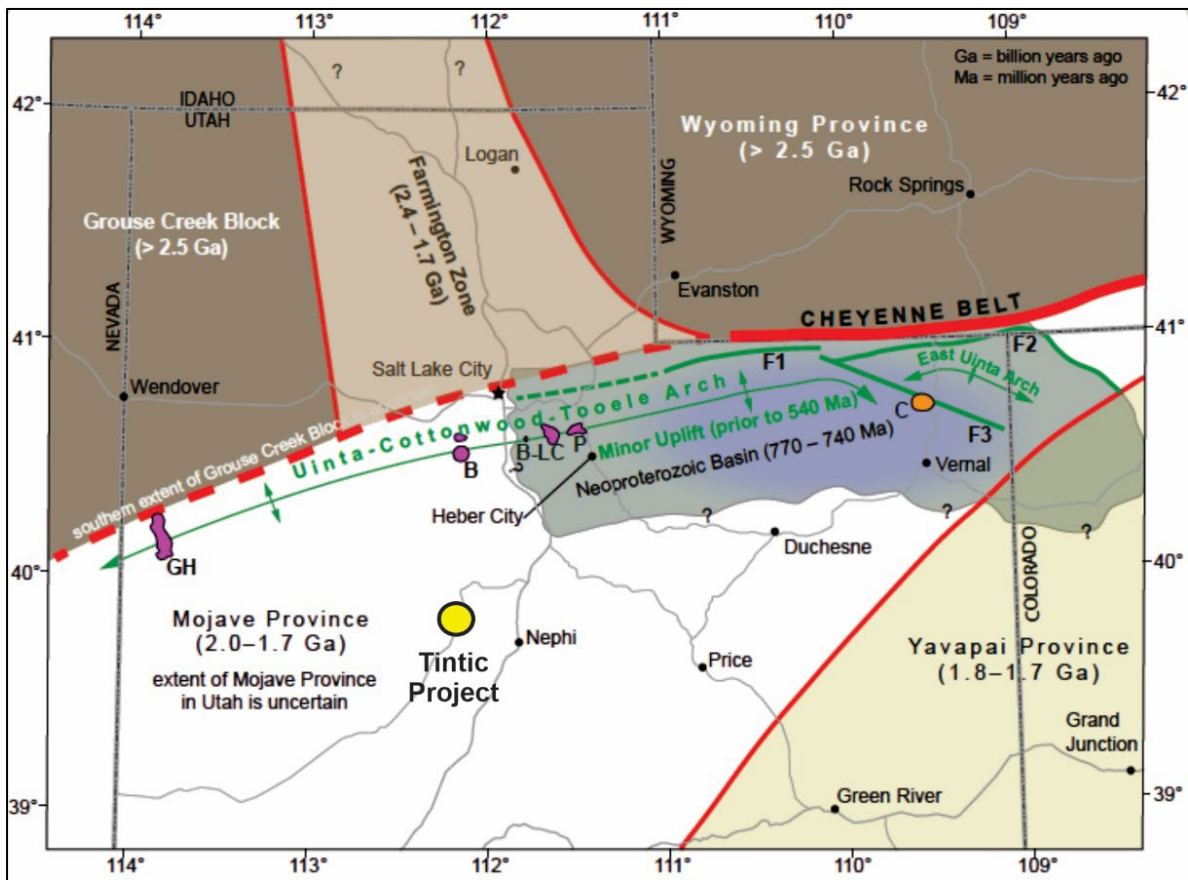 114°
113°
112°
111°
110°
109°
Ga = billion years ago
Ma = million years ago
42°
42°
IDAHO
UTAH
?
?
Wyoming Province
(> 2.5 Ga)
Logan
Rock Springs
WYOMING
Farmington Zone
(2.4 – 1.7 Ga)
Grouse Creek Block
(> 2.5 Ga)
NEVADA
Evanston
CHEYENNE BELT
41°
41°
F1
F2
Salt Lake City
Wendover
East Uinta
Arch
C
F3
Uinta-Cottonwood-Tooele Arch
southern extent of Grouse Creek Block
B
B-LC
P
Minor Uplift (prior to 540 Ma)
Neoproterozoic Basin (770 – 740 Ma)
Vernal
?
Heber City
?
?
?
Duchesne
GH
40°
40°
COLORADO
Mojave Province
(2.0–1.7 Ga)
extent of Mojave Province
in Utah is uncertain
Tintic
Project
Nephi
Price
Yavapai Province
(1.8–1.7 Ga)
Grand
Junction
Green River
39°
39°
114°
113°
112°
111°
110°
109°